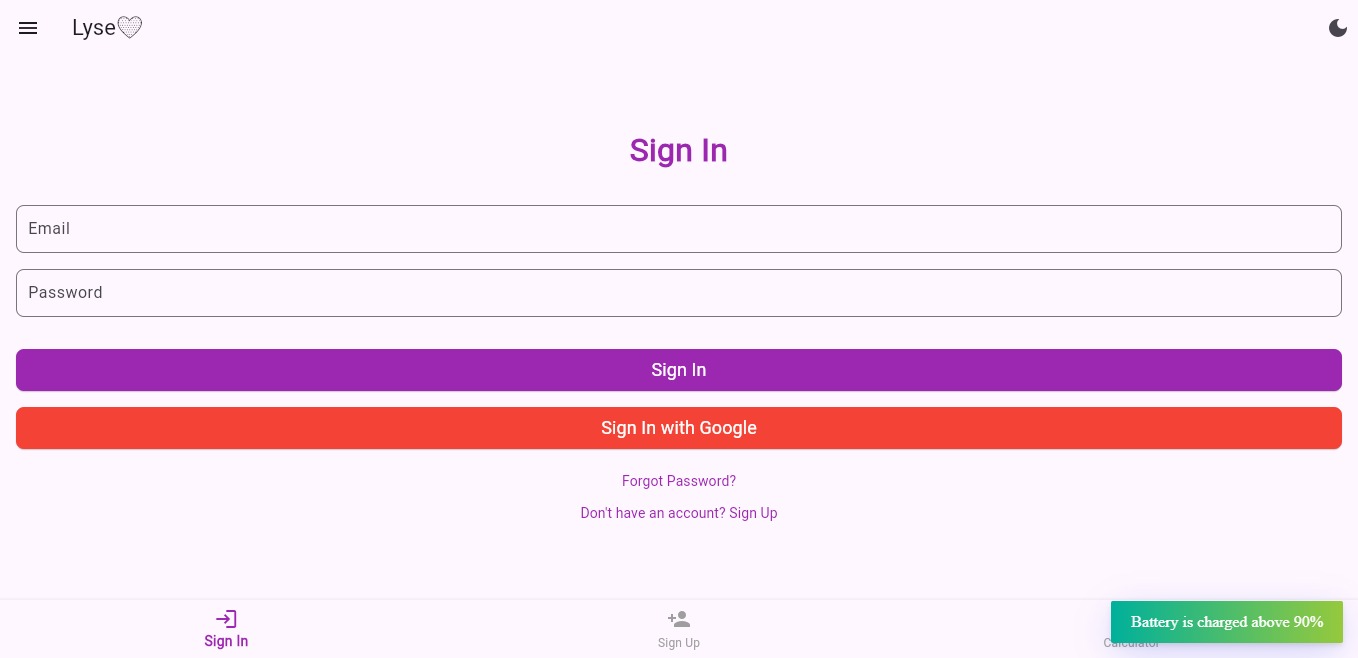 Lyse
Sign In
Email
Password
Sign In
Sign In with Google
Forgot Password?
Don't have an account? Sign Up
Sign In
Sign Up
Calculator
Battery is charged above 90%